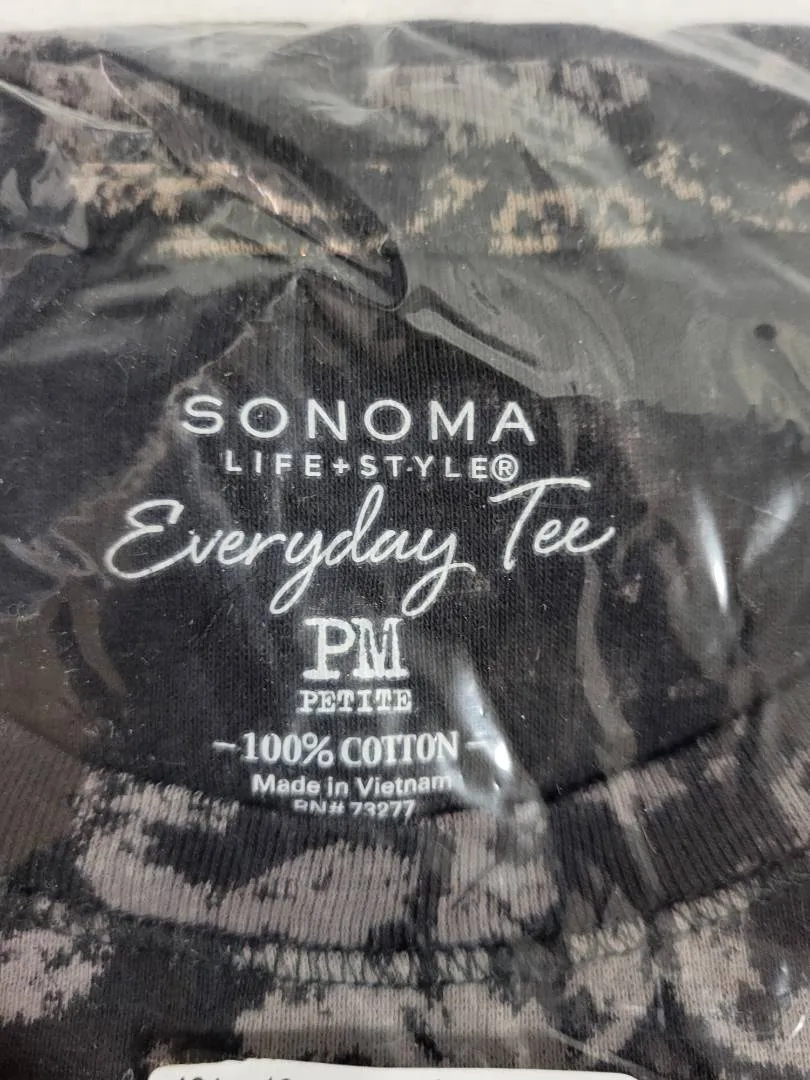 SONOMA
LIFE+STYLE®
Everyday Tee
PM
PETITE
-100% COTTON-
Made in Vietnam
RN# 73277